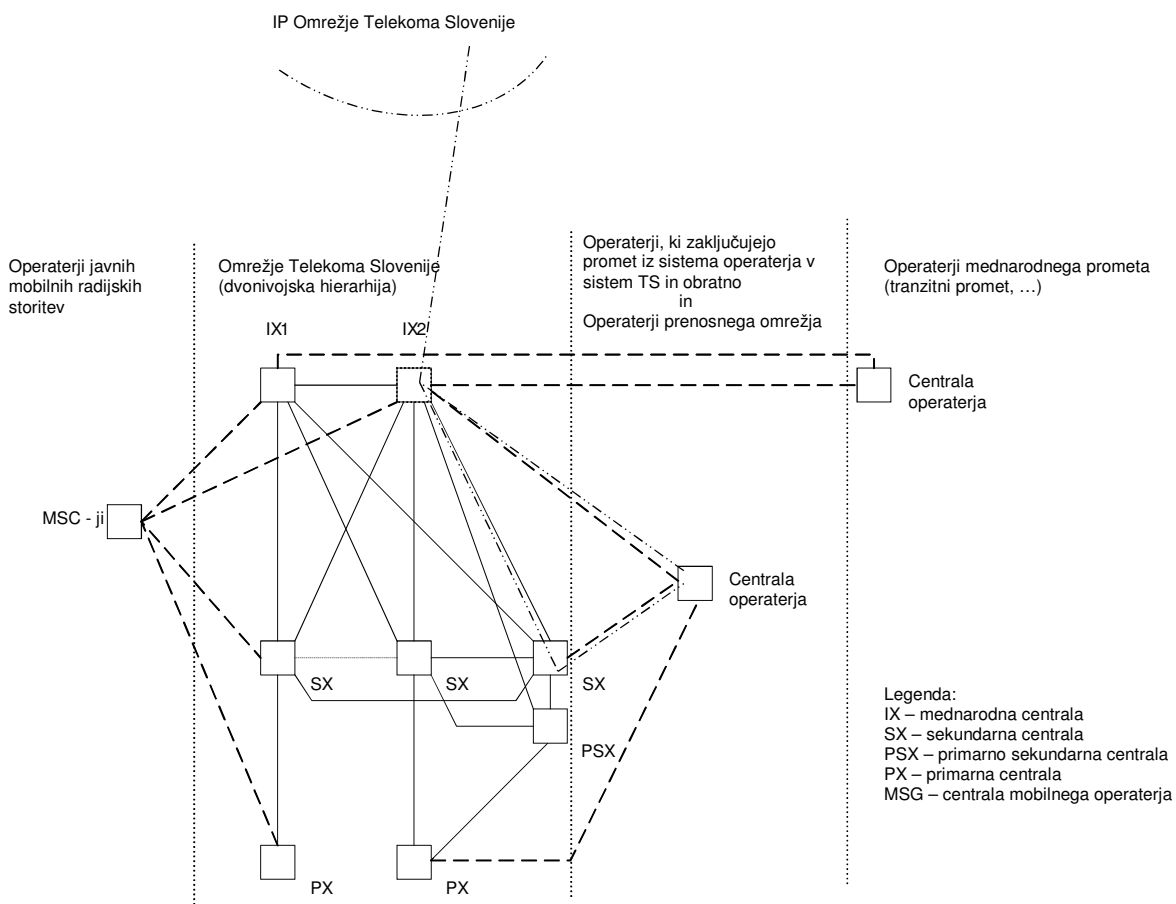 IP Omrežje Telekoma Slovenije
Operaterji javnih
mobilnih radijskih
storitev
Omrežje Telekoma Slovenije
(dvonivojska hierarhija)
Operaterji, ki zaključujejo
promet iz sistema operaterja v
sistem TS in obratno
in
Operaterji prenosnega omrežja
Operaterji mednarodnega prometa
(tranzitni promet, ...)
IX1
IX2
Centrala
operaterja
MSC - ji
Centrala
operaterja
SX
SX
SX
PSX
PX
PX
Legenda:
IX – mednarodna centrala
SX – sekundarna centrala
PSX – primarno sekundarna centrala
PX – primarna centrala
MSG – centrala mobilnega operaterja